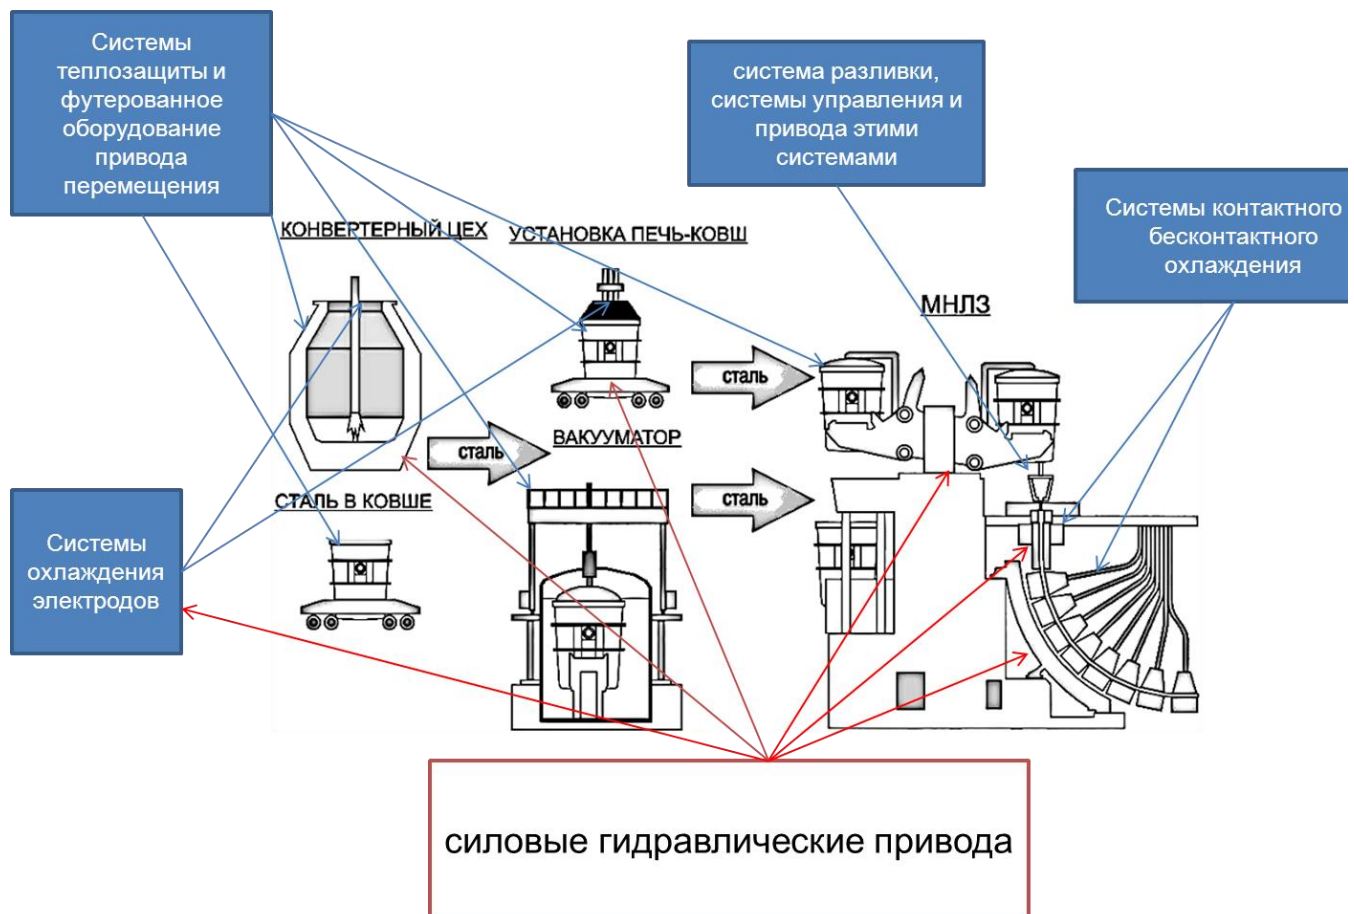 Системы
теплозащиты и
футерованное
оборудование
привода
перемещения
система разливки,
системы управления и
привода этими
системами
Системы контактного
бесконтактного
охлаждения
КОНВЕРТЕРНЫЙ ЦЕХ
УСТАНОВКА ПЕЧЬ-КОВШ
МНЛЗ
сталь
ВАКУУМАТОР
сталь
сталь
СТАЛЬ В КОВШЕ
Системы
охлаждения
электродов
силовые гидравлические привода